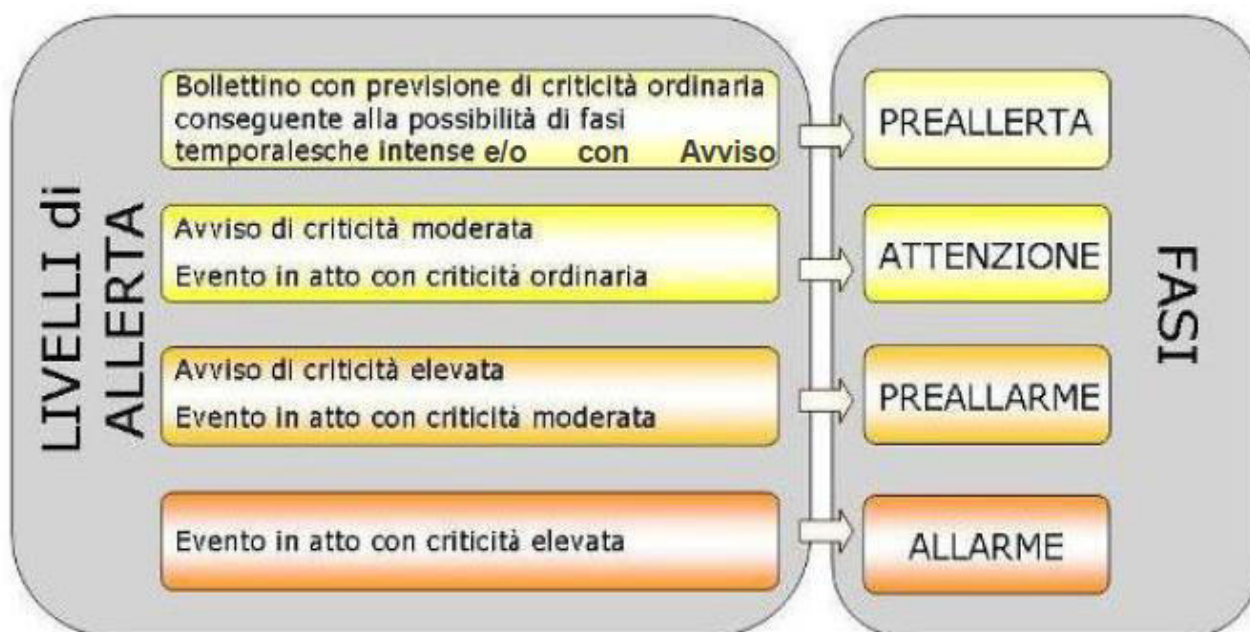 LIVELLI di
ALLERTA
Bollettino con previsione di criticità ordinaria
conseguente alla possibilità di fasi
temporalesche intense e/o con Avviso
PREALLERTA
Avviso di criticità moderata
Evento in atto con criticità ordinaria
ATTENZIONE
Avviso di criticità elevata
Evento in atto con criticità moderata
PREALLARME
Evento in atto con criticità elevata
ALLARME
FASI